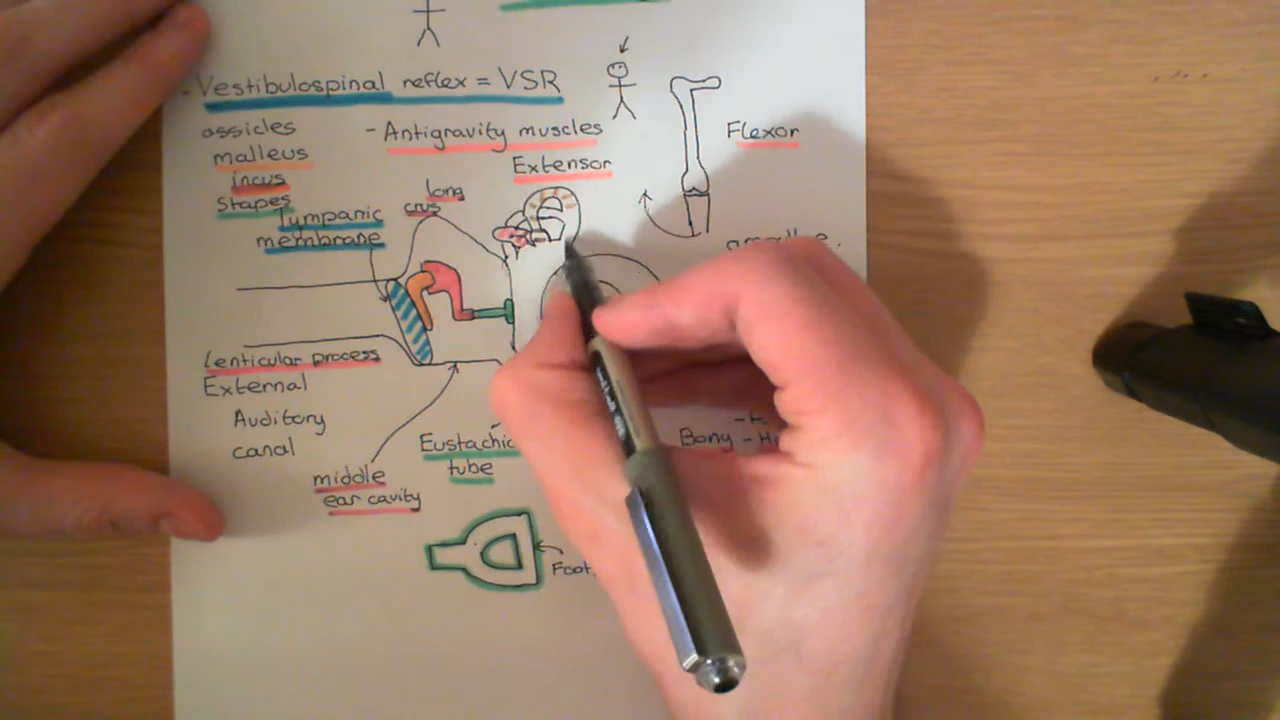 - Vestibulospinal reflex = VSR
ossicles
malleus
incus
stapes
- Antigravity muscles
Extensor
Flexor
long
crus
Tympanic
membrane
Lenticular process
External
Auditory
canal
middle
ear cavity
tube
Bony